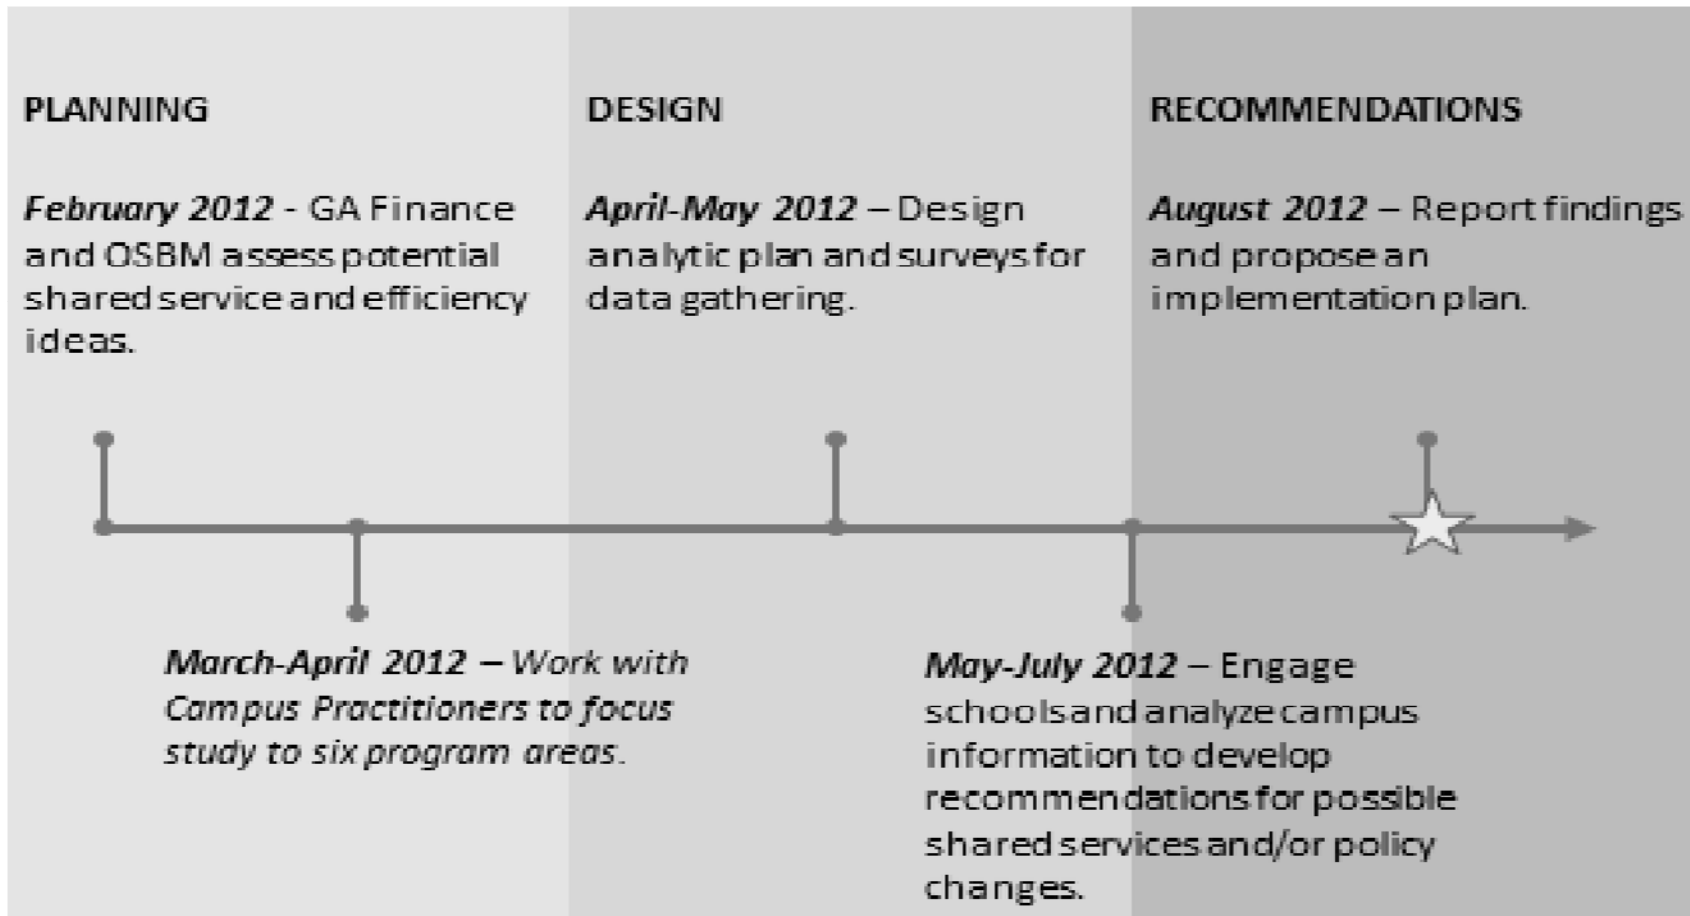 PLANNING
February 2012 - GA Finance
and OSBM assess potential
shared service and efficiency
ideas.
DESIGN
April-May 2012 – Design
analytic plan and surveys for
data gathering.
RECOMMENDATIONS
August 2012 – Report findings
and propose an
implementation plan.
March-April 2012 – Work with
Campus Practitioners to focus
study to six program areas.
May-July 2012 – Engage
schools and analyze campus
information to develop
recommendations for possible
shared services and/or policy
changes.